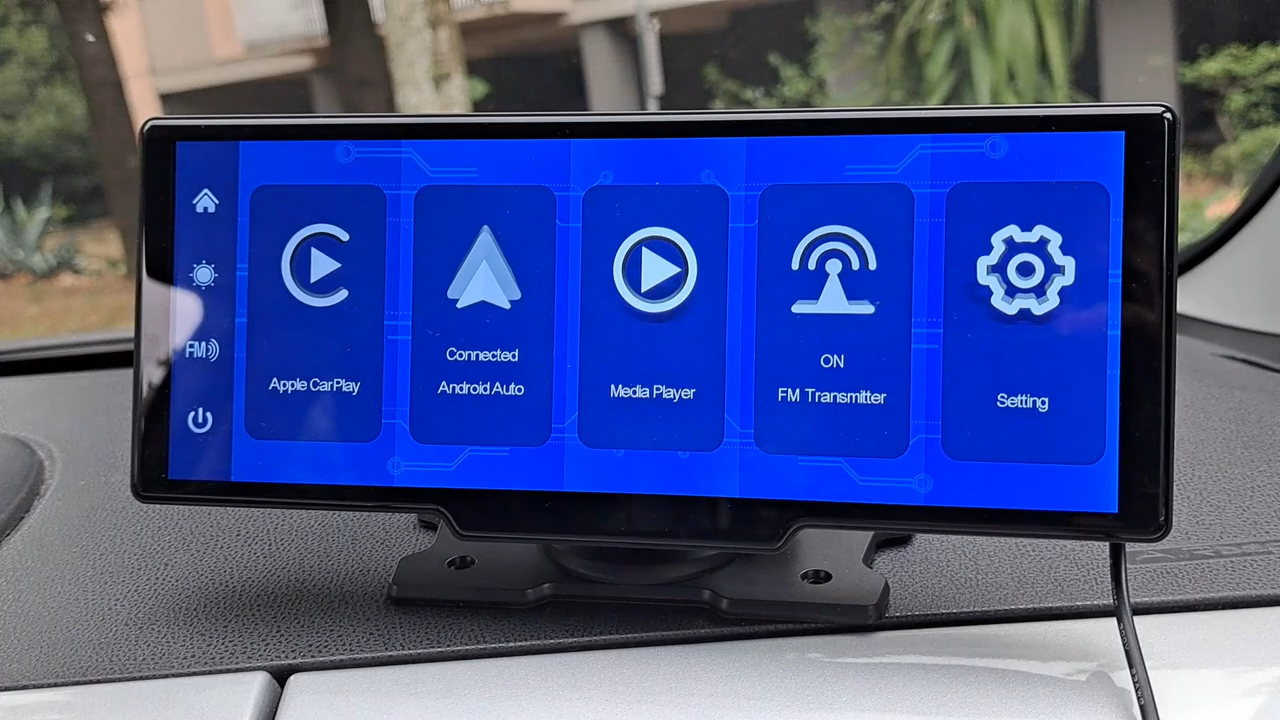 FM
Apple CarPlay
Connected
Android Auto
Media Player
ON
FM Transmitter
Setting